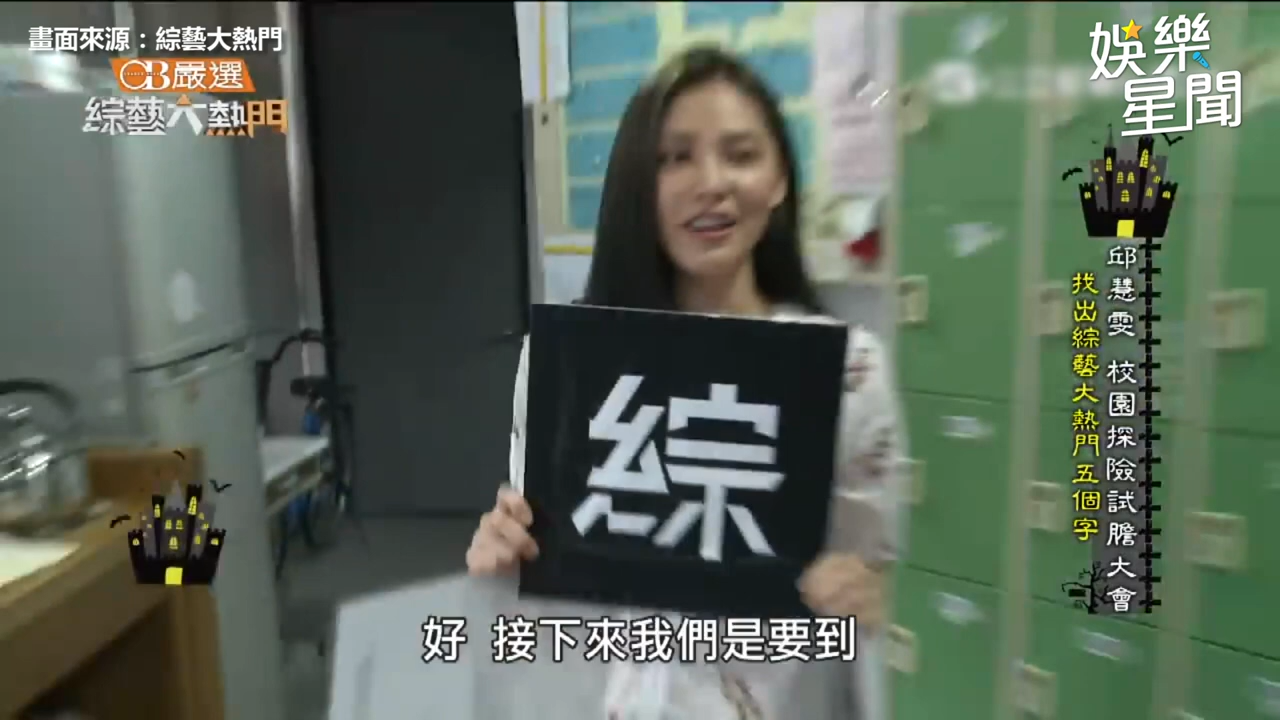 畫面來源：綜藝大熱門
CB嚴選
綜藝大熱門
娛樂
星聞
邱慧雯 校園探險試膽大會
找出綜藝大熱門五個字
綜
好 接下來我們是要到